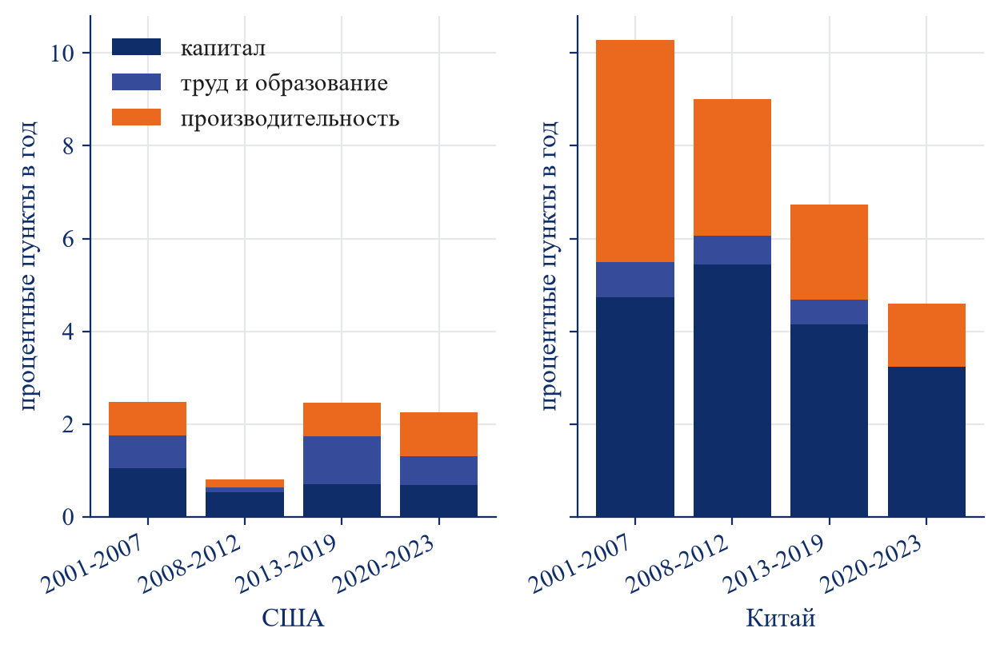 капитал
труд и образование
производительность
процентные пункты в год
10
8
6
4
2
0
2001-2007
2008-2012
2013-2019
2020-2023
США
процентные пункты в год
2001-2007
2008-2012
2013-2019
2020-2023
Китай